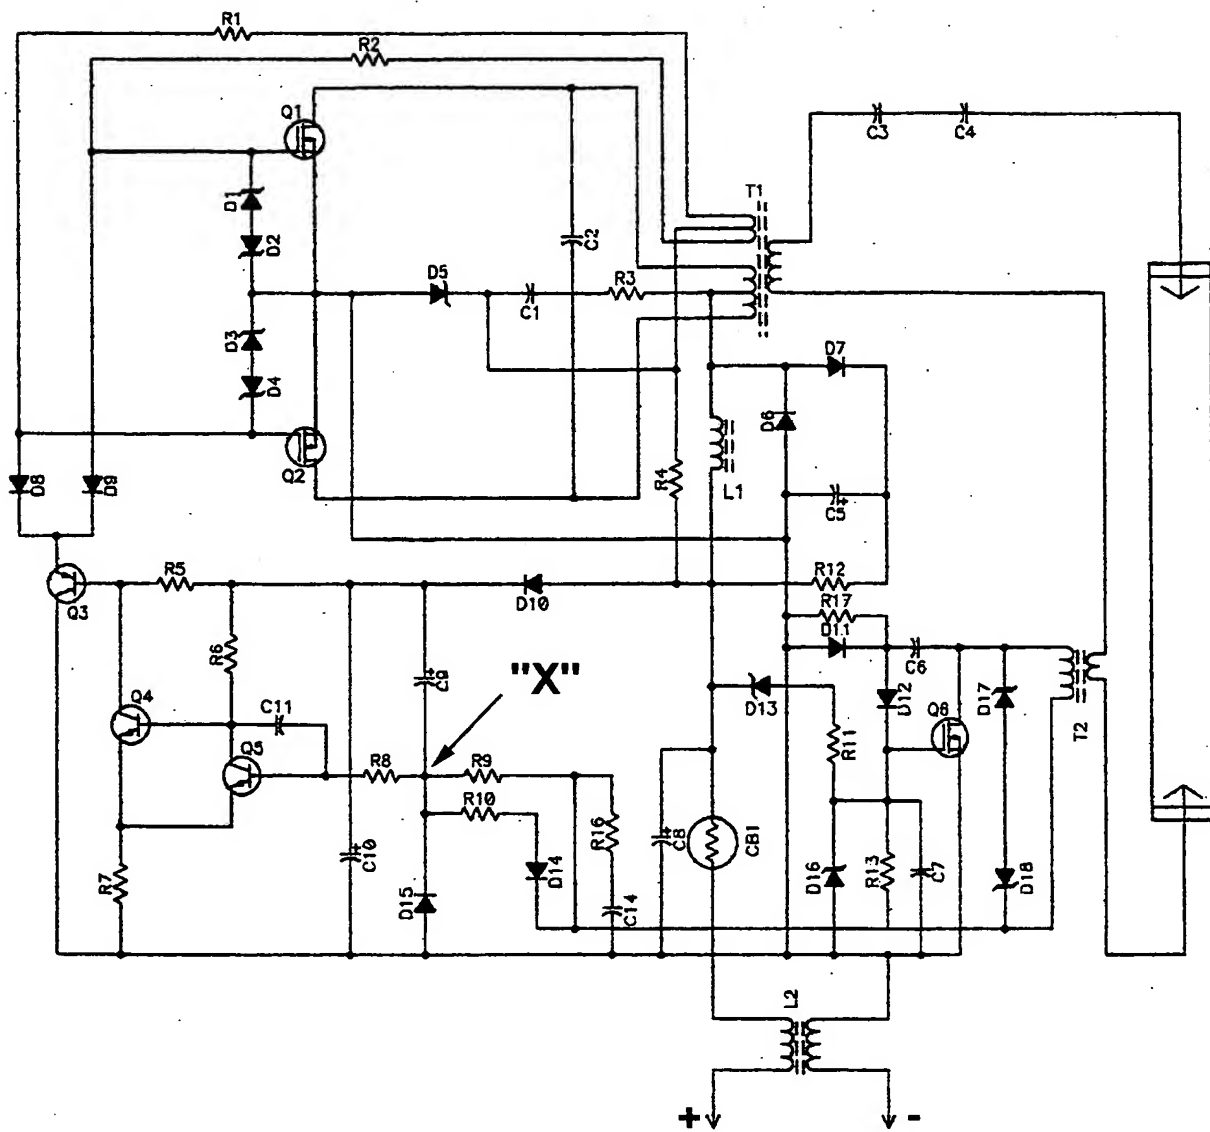 R1
R2
Q1
C3
C4
T1
D1
D2
C2
D5
C1
R3
D3
D4
D7
D6
Q2
R4
L1
C5
+
D8
D9
Q3
R5
D10
R12
R17
D11
R6
"X"
C9
+
C6
D12
D17
T2
Q4
C11
Q5
D13
Q6
R11
R8
R9
R10
R16
C8
+
CB1
C10
+
D14
D16
R13
C7
D18
R7
D15
C14
L2
+
-